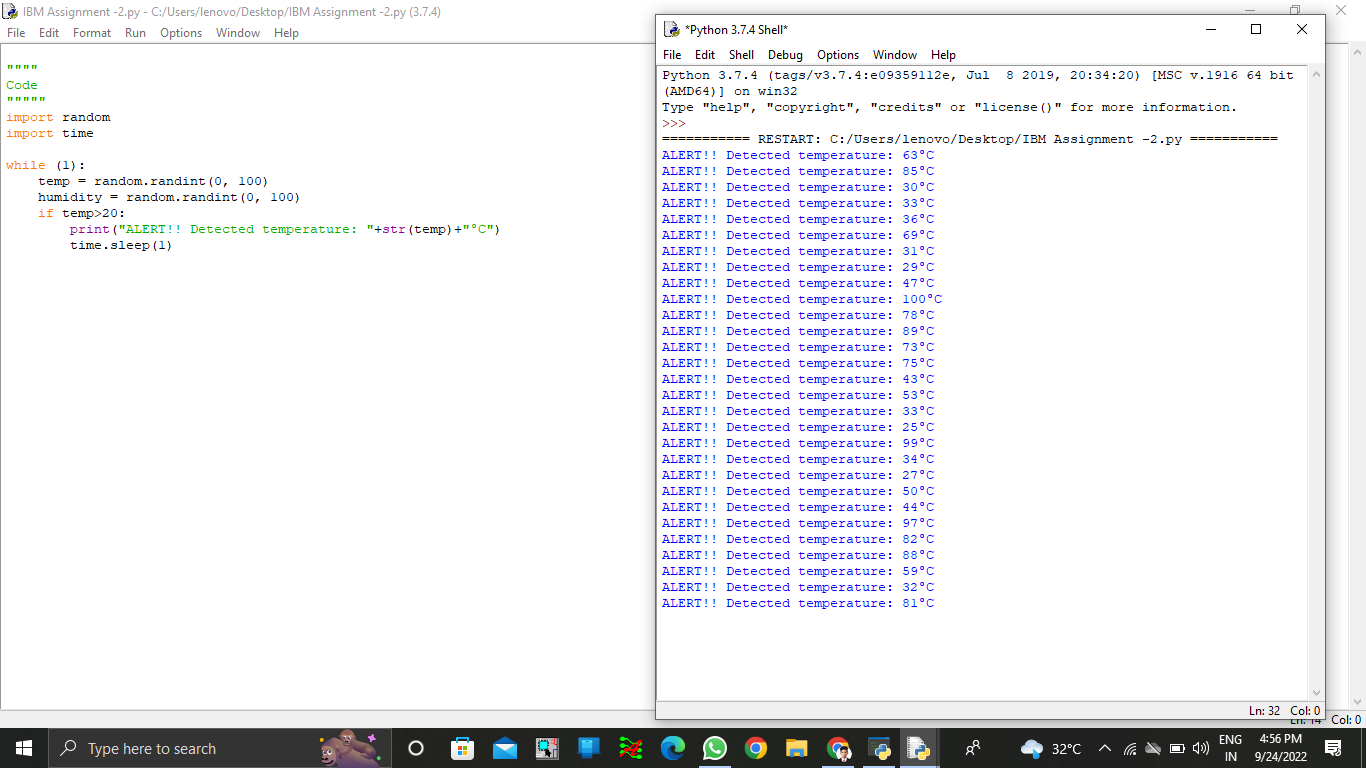 IBM Assignment -2.py - C:/Users/lenovo/Desktop/IBM Assignment -2.py (3.7.4)
File Edit Format Run Options Window Help
""""
Code
"""""
import random
import time
while (1):
    temp = random.randint(0, 100)
    humidity = random.randint(0, 100)
    if temp>20:
        print("ALERT!! Detected temperature: "+str(temp)+"°C")
        time.sleep(1)
Ln: 14 Col: 0
*Python 3.7.4 Shell*
File Edit Shell Debug Options Window Help
Python 3.7.4 (tags/v3.7.4:e09359112e, Jul  8 2019, 20:34:20) [MSC v.1916 64 bit
(AMD64)] on win32
Type "help", "copyright", "credits" or "license()" for more information.
>>>
=========== RESTART: C:/Users/lenovo/Desktop/IBM Assignment -2.py ===========
ALERT!! Detected temperature: 63°C
ALERT!! Detected temperature: 85°C
ALERT!! Detected temperature: 30°C
ALERT!! Detected temperature: 33°C
ALERT!! Detected temperature: 36°C
ALERT!! Detected temperature: 69°C
ALERT!! Detected temperature: 31°C
ALERT!! Detected temperature: 29°C
ALERT!! Detected temperature: 47°C
ALERT!! Detected temperature: 100°C
ALERT!! Detected temperature: 78°C
ALERT!! Detected temperature: 89°C
ALERT!! Detected temperature: 73°C
ALERT!! Detected temperature: 75°C
ALERT!! Detected temperature: 43°C
ALERT!! Detected temperature: 53°C
ALERT!! Detected temperature: 33°C
ALERT!! Detected temperature: 25°C
ALERT!! Detected temperature: 99°C
ALERT!! Detected temperature: 34°C
ALERT!! Detected temperature: 27°C
ALERT!! Detected temperature: 50°C
ALERT!! Detected temperature: 44°C
ALERT!! Detected temperature: 97°C
ALERT!! Detected temperature: 82°C
ALERT!! Detected temperature: 88°C
ALERT!! Detected temperature: 59°C
ALERT!! Detected temperature: 32°C
ALERT!! Detected temperature: 81°C
Ln: 32 Col: 0
Type here to search
32°C
ENG
IN
4:56 PM
9/24/2022